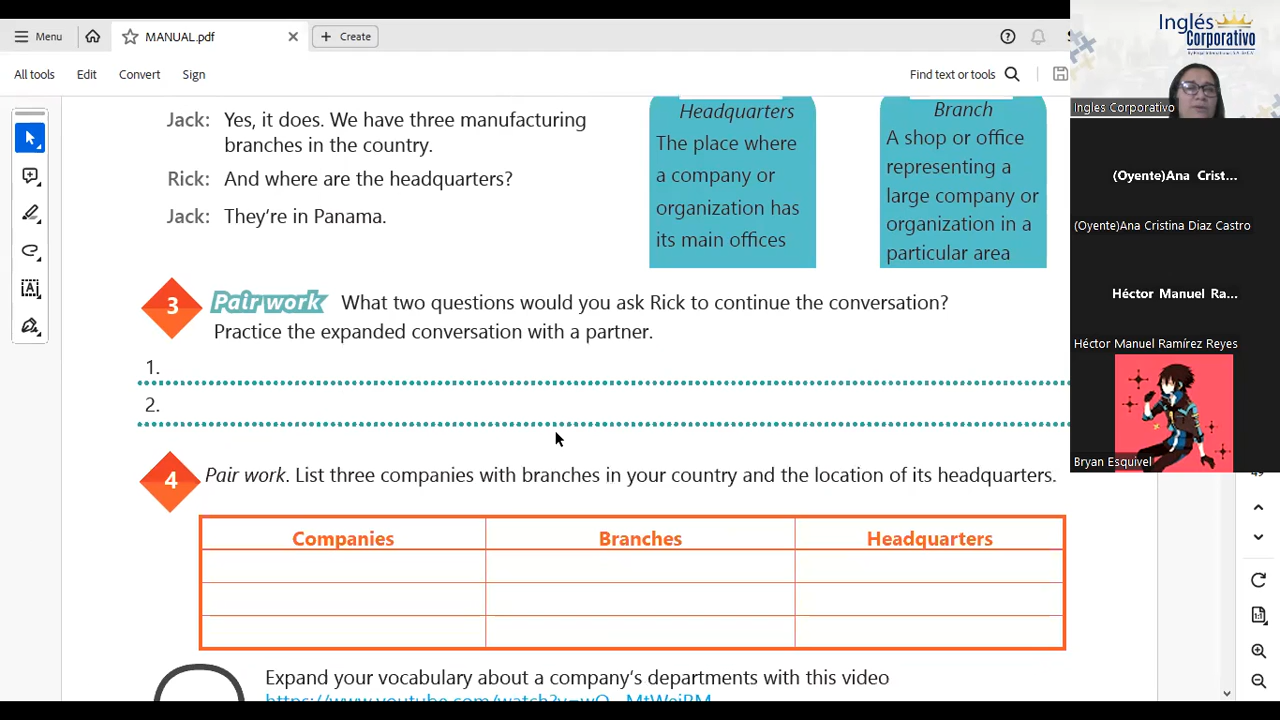 Menu
MANUAL.pdf
Create
All tools
Edit
Convert
Sign
Find text or tools
Inglés
Corporativo
Ingles Corporativo
(Oyente)Ana Crist...
(Oyente)Ana Cristina Diaz Castro
Héctor Manuel Ra...
Héctor Manuel Ramírez Reyes
Bryan Esquivel
Jack: Yes, it does. We have three manufacturing
branches in the country.
Rick: And where are the headquarters?
Jack: They're in Panama.
Headquarters
The place where
a company or
organization has
its main offices
Branch
A shop or office
representing a
large company or
organization in a
particular area
3 Pair work What two questions would you ask Rick to continue the conversation?
Practice the expanded conversation with a partner.
1.
2.
4 Pair work. List three companies with branches in your country and the location of its headquarters.
Companies Branches Headquarters
Expand your vocabulary about a company's departments with this video